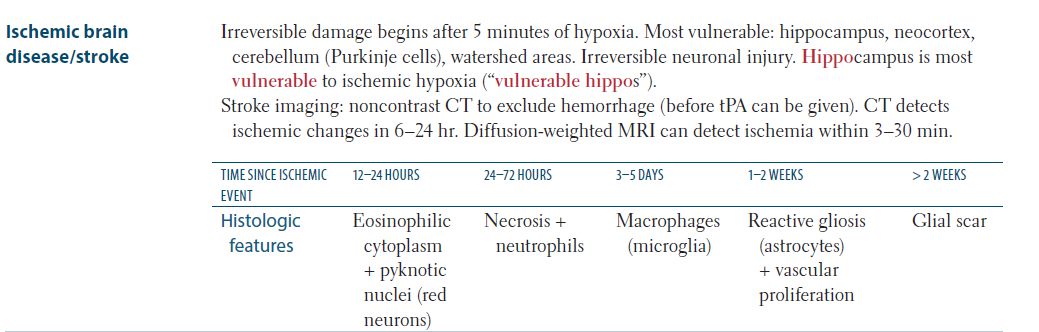 Ischemic brain
disease/stroke
Irreversible damage begins after 5 minutes of hypoxia. Most vulnerable: hippocampus, neocortex,
cerebellum (Purkinje cells), watershed areas. Irreversible neuronal injury. Hippocampus is most
vulnerable to ischemic hypoxia (“vulnerable hippos”).
Stroke imaging: noncontrast CT to exclude hemorrhage (before tPA can be given). CT detects
ischemic changes in 6–24 hr. Diffusion-weighted MRI can detect ischemia within 3–30 min.
TIME SINCE ISCHEMIC
EVENT
12–24 HOURS
24–72 HOURS
3–5 DAYS
1–2 WEEKS
> 2 WEEKS
Histologic
features
Eosinophilic
cytoplasm
+ pyknotic
nuclei (red
neurons)
Necrosis +
neutrophils
Macrophages
(microglia)
Reactive gliosis
(astrocytes)
+ vascular
proliferation
Glial scar